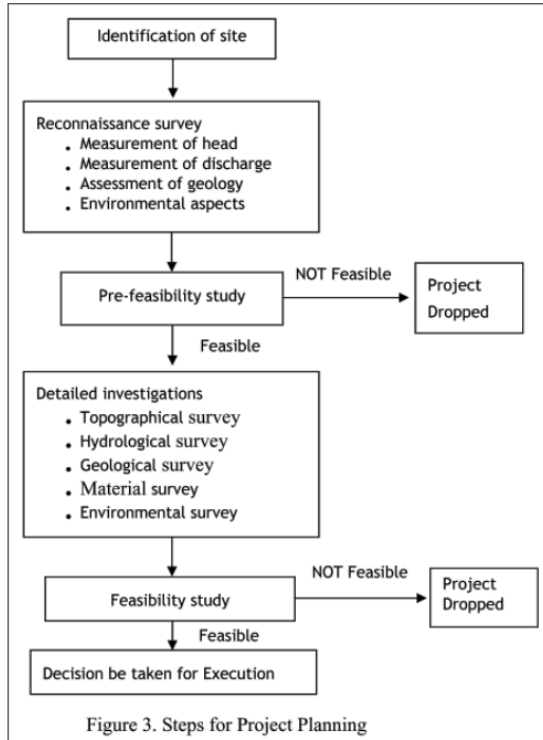 Identification of site
Reconnaissance survey
• Measurement of head
• Measurement of discharge
• Assessment of geology
• Environmental aspects
NOT Feasible
Pre-feasibility study
Project
Dropped
Feasible
Detailed investigations
• Topographical survey
• Hydrological survey
• Geological survey
• Material survey
• Environmental survey
NOT Feasible
Feasibility study
Project
Dropped
Feasible
Decision be taken for Execution
Figure 3. Steps for Project Planning